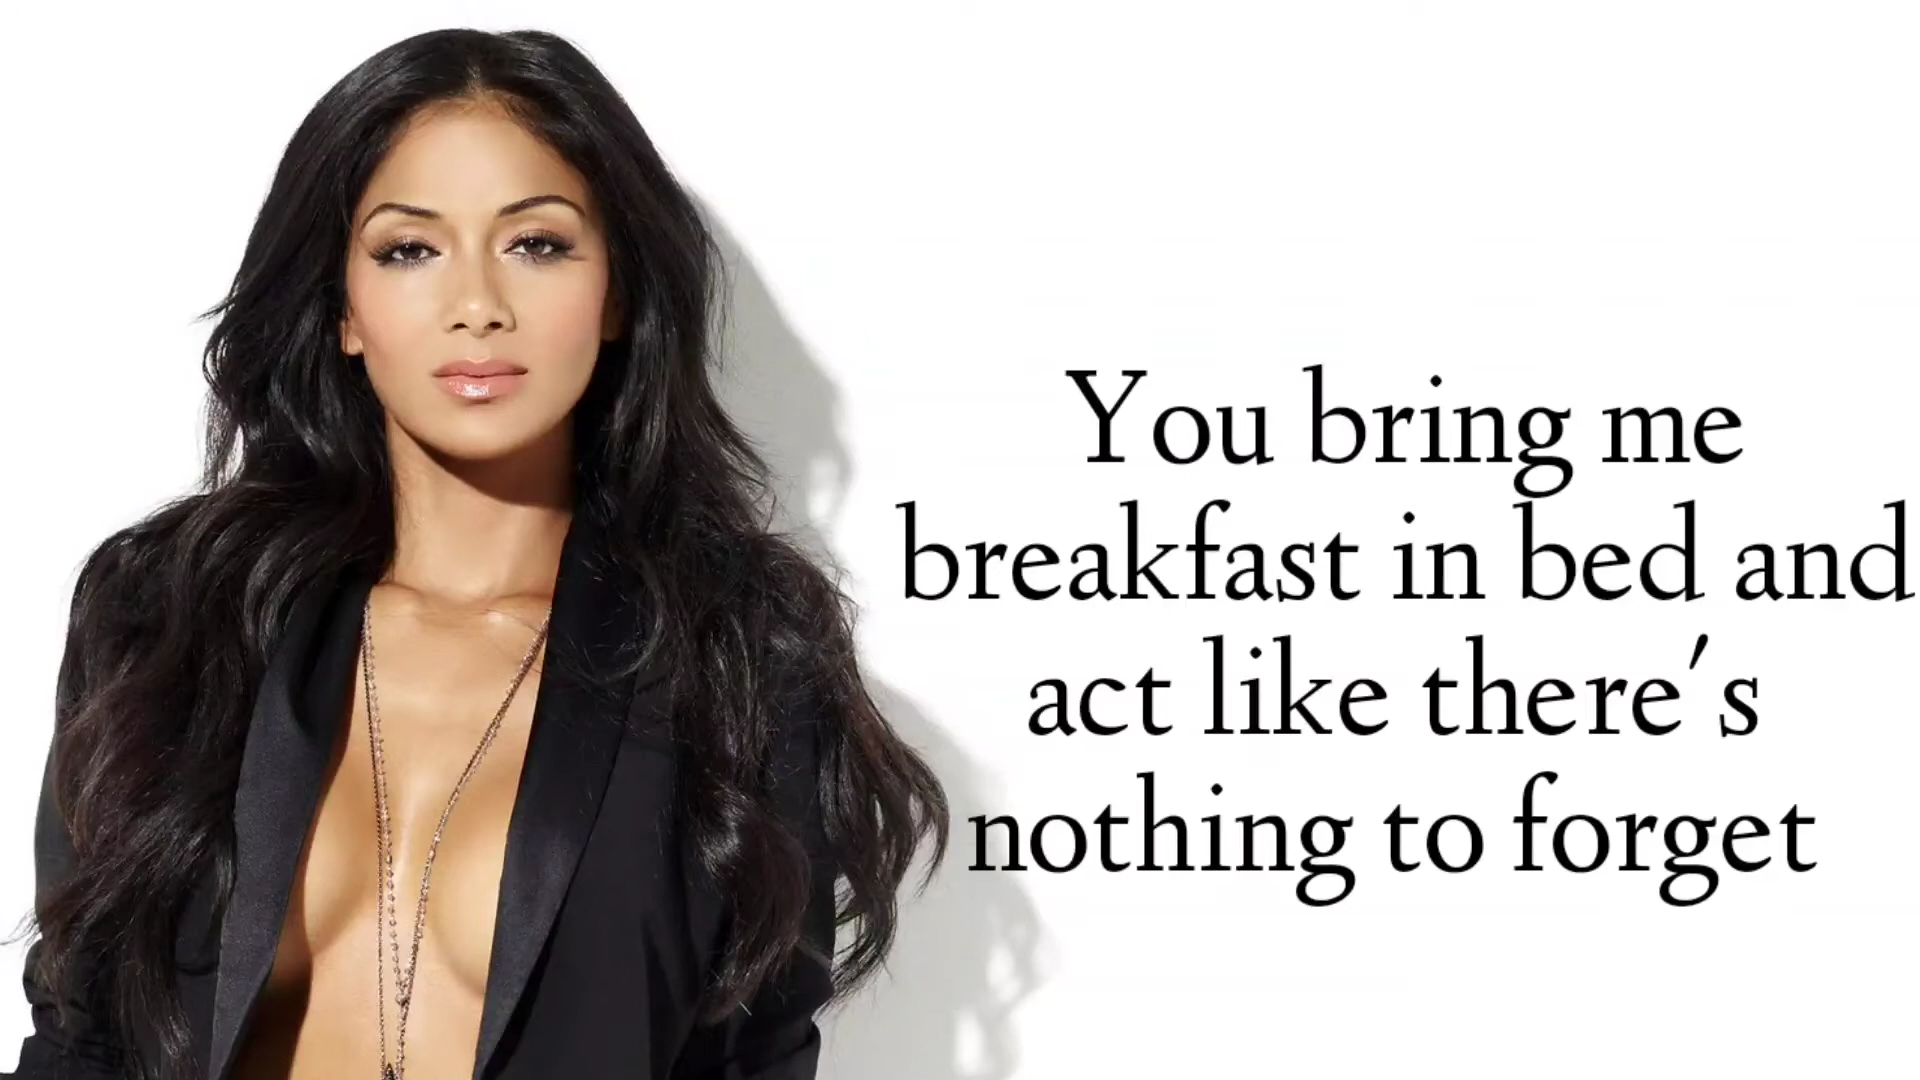 You bring me
breakfast in bed and
act like there's
nothing to forget